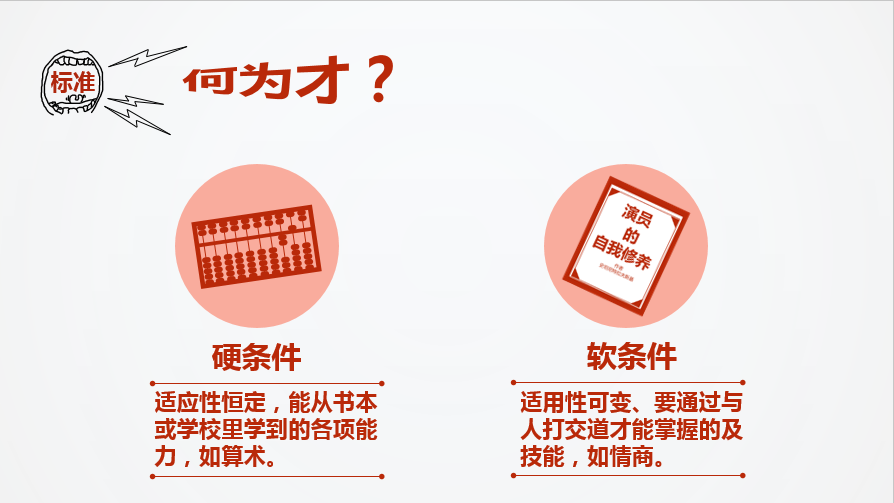 标准
何为才？
演员
的
自我修养
作者
硬条件
软条件
适应性恒定，能从书本
或学校里学到的各项能
力，如算术。
适用性可变、要通过与
人打交道才能掌握的及
技能，如情商。